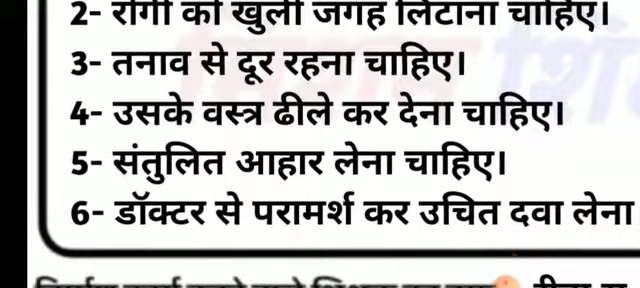 2- रोगी को खुली जगह लिटाना चाहिए।
3- तनाव से दूर रहना चाहिए।
4- उसके वस्त्र ढीले कर देना चाहिए।
5- संतुलित आहार लेना चाहिए।
6- डॉक्टर से परामर्श कर उचित दवा लेना